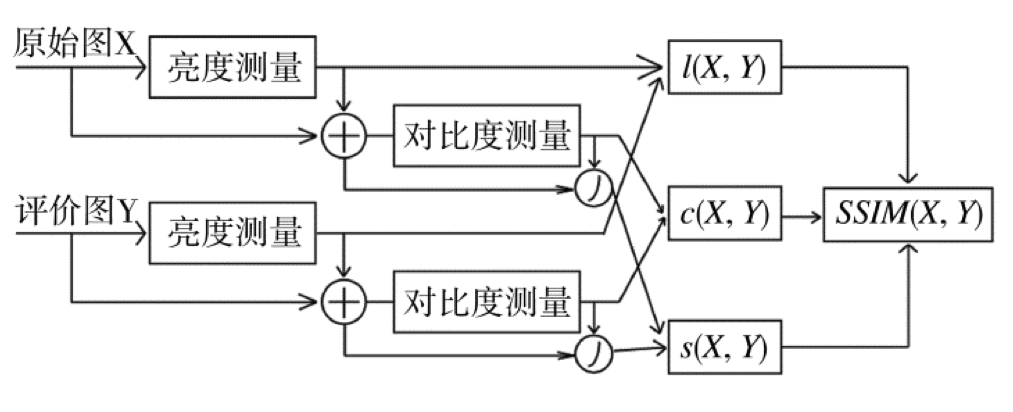 原始图X
亮度测量
l(X, Y)
对比度测量
评价图Y
亮度测量
c(X, Y)
SSIM(X, Y)
对比度测量
s(X, Y)